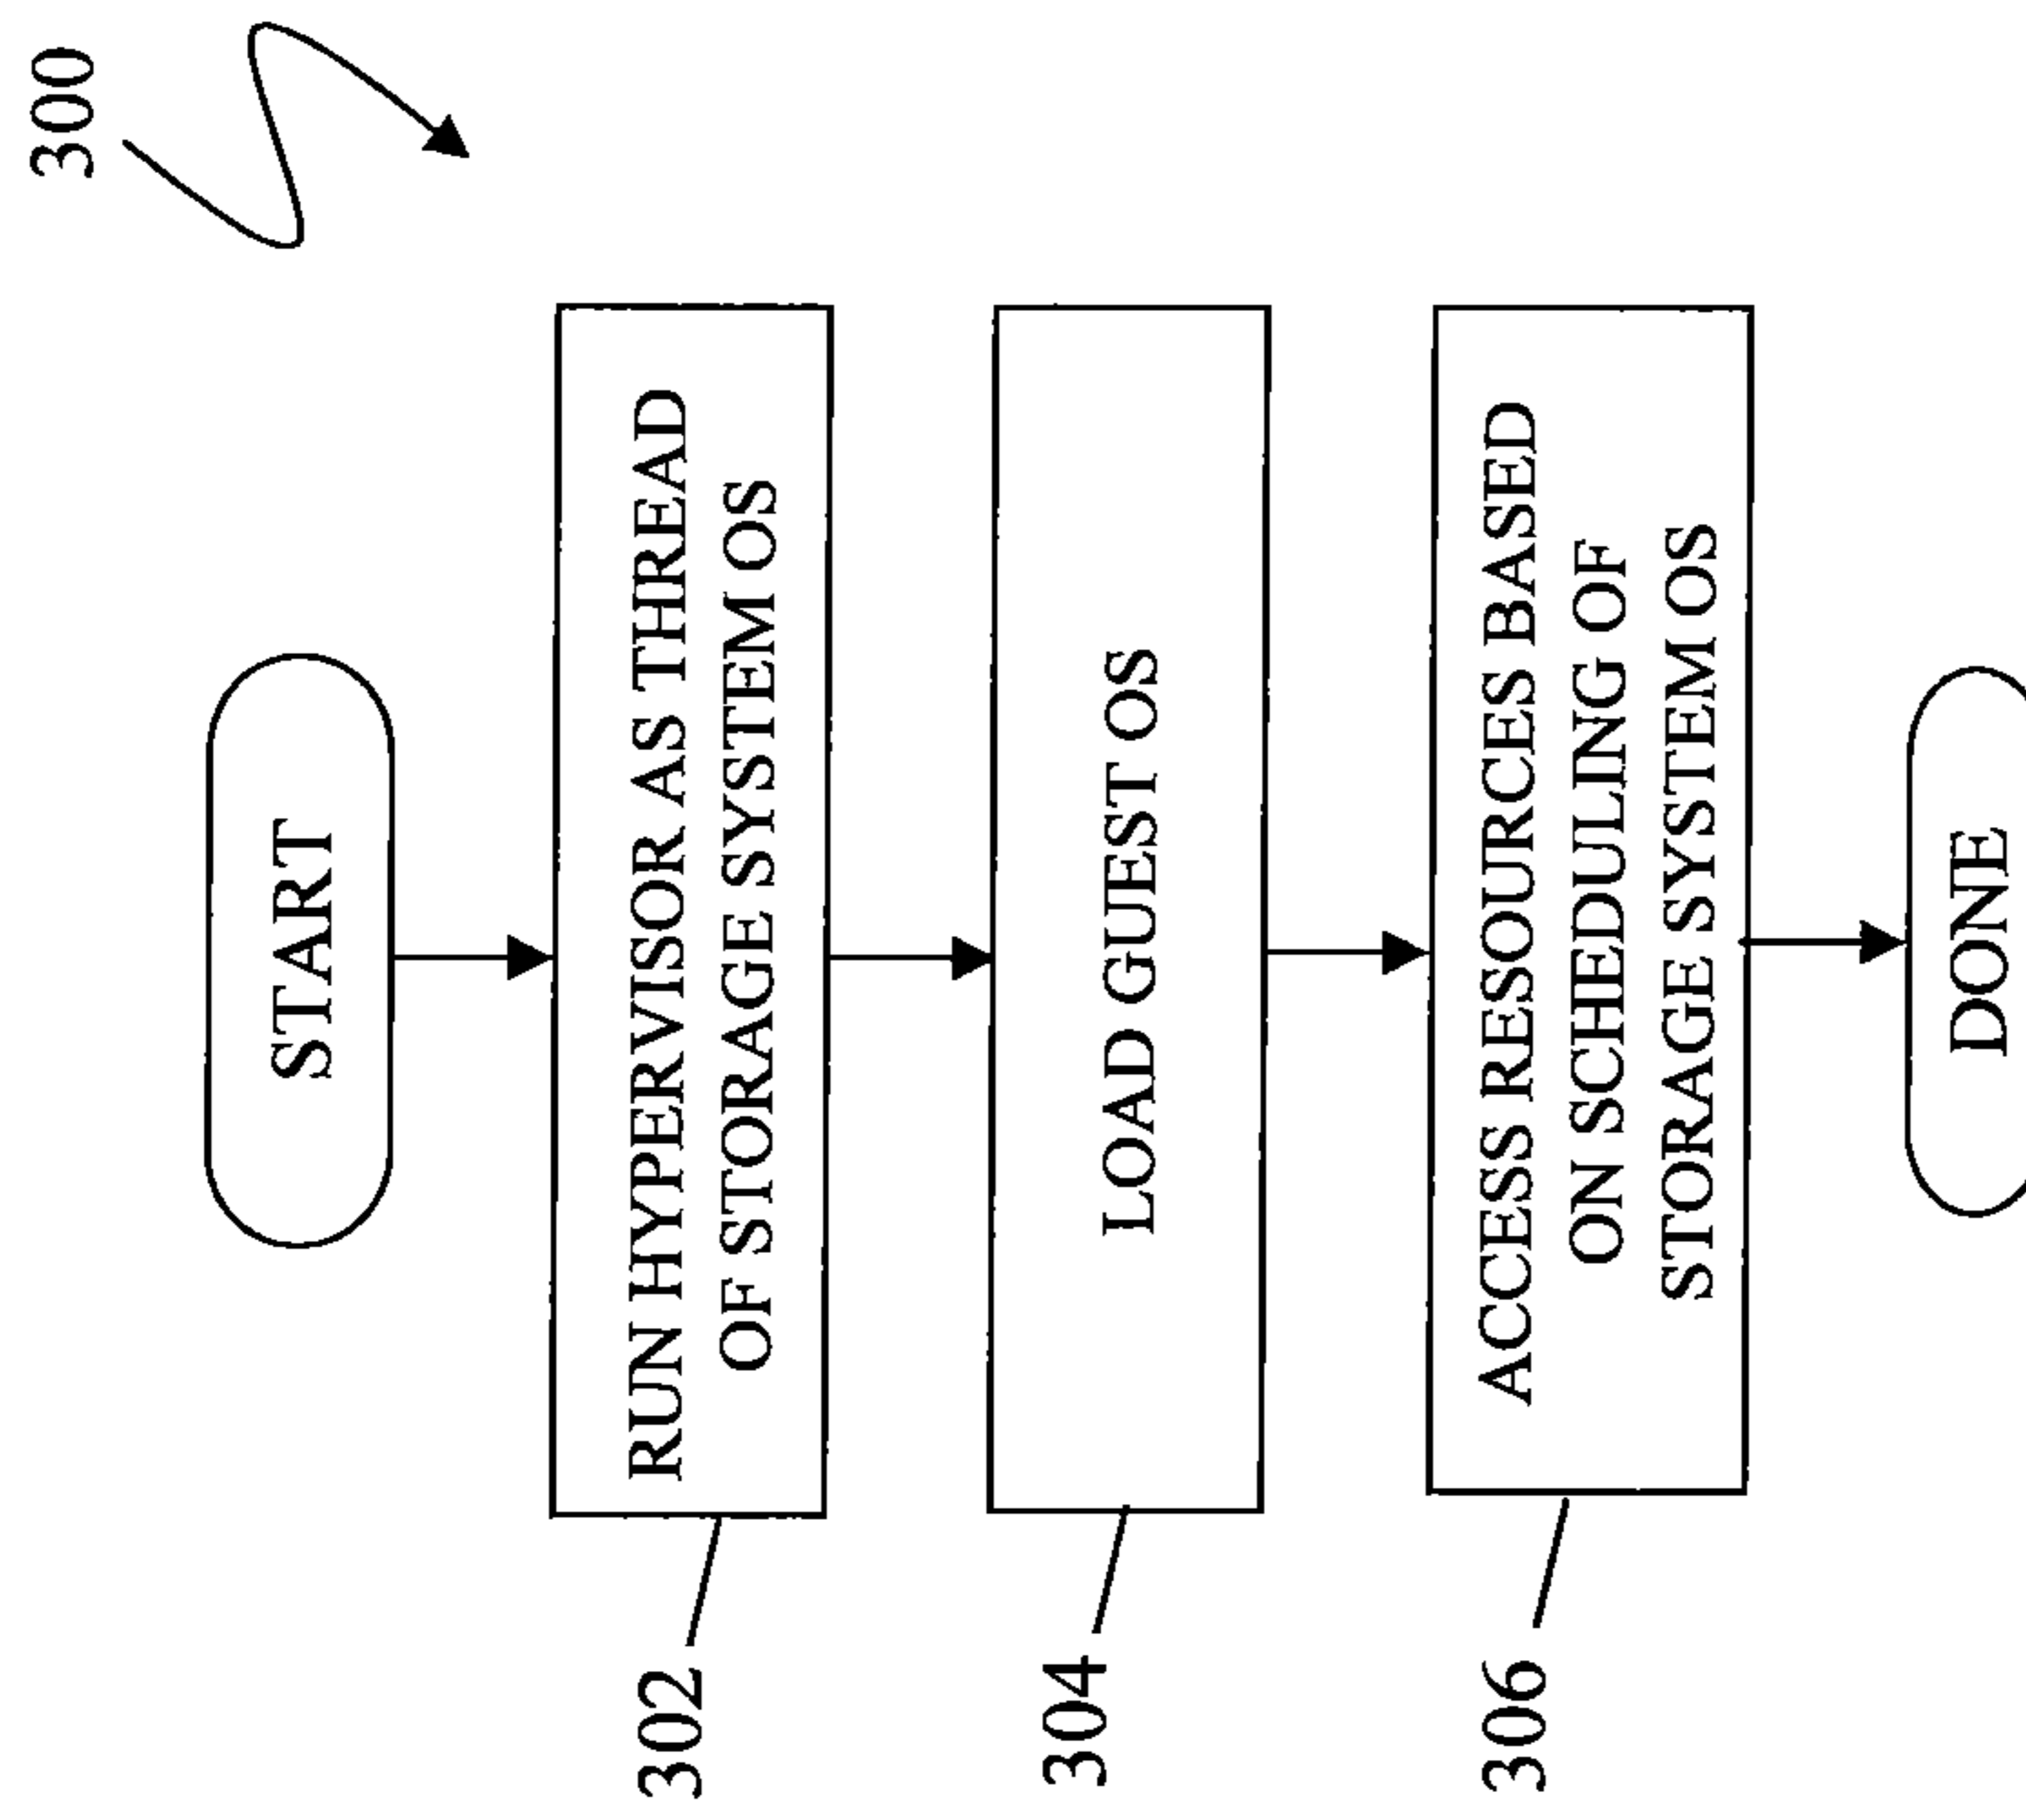 300
START
302
RUN HYPERVISOR AS THREAD
OF STORAGE SYSTEM OS
304
LOAD GUEST OS
306
ACCESS RESOURCES BASED
ON SCHEDULING OF
STORAGE SYSTEM OS
DONE